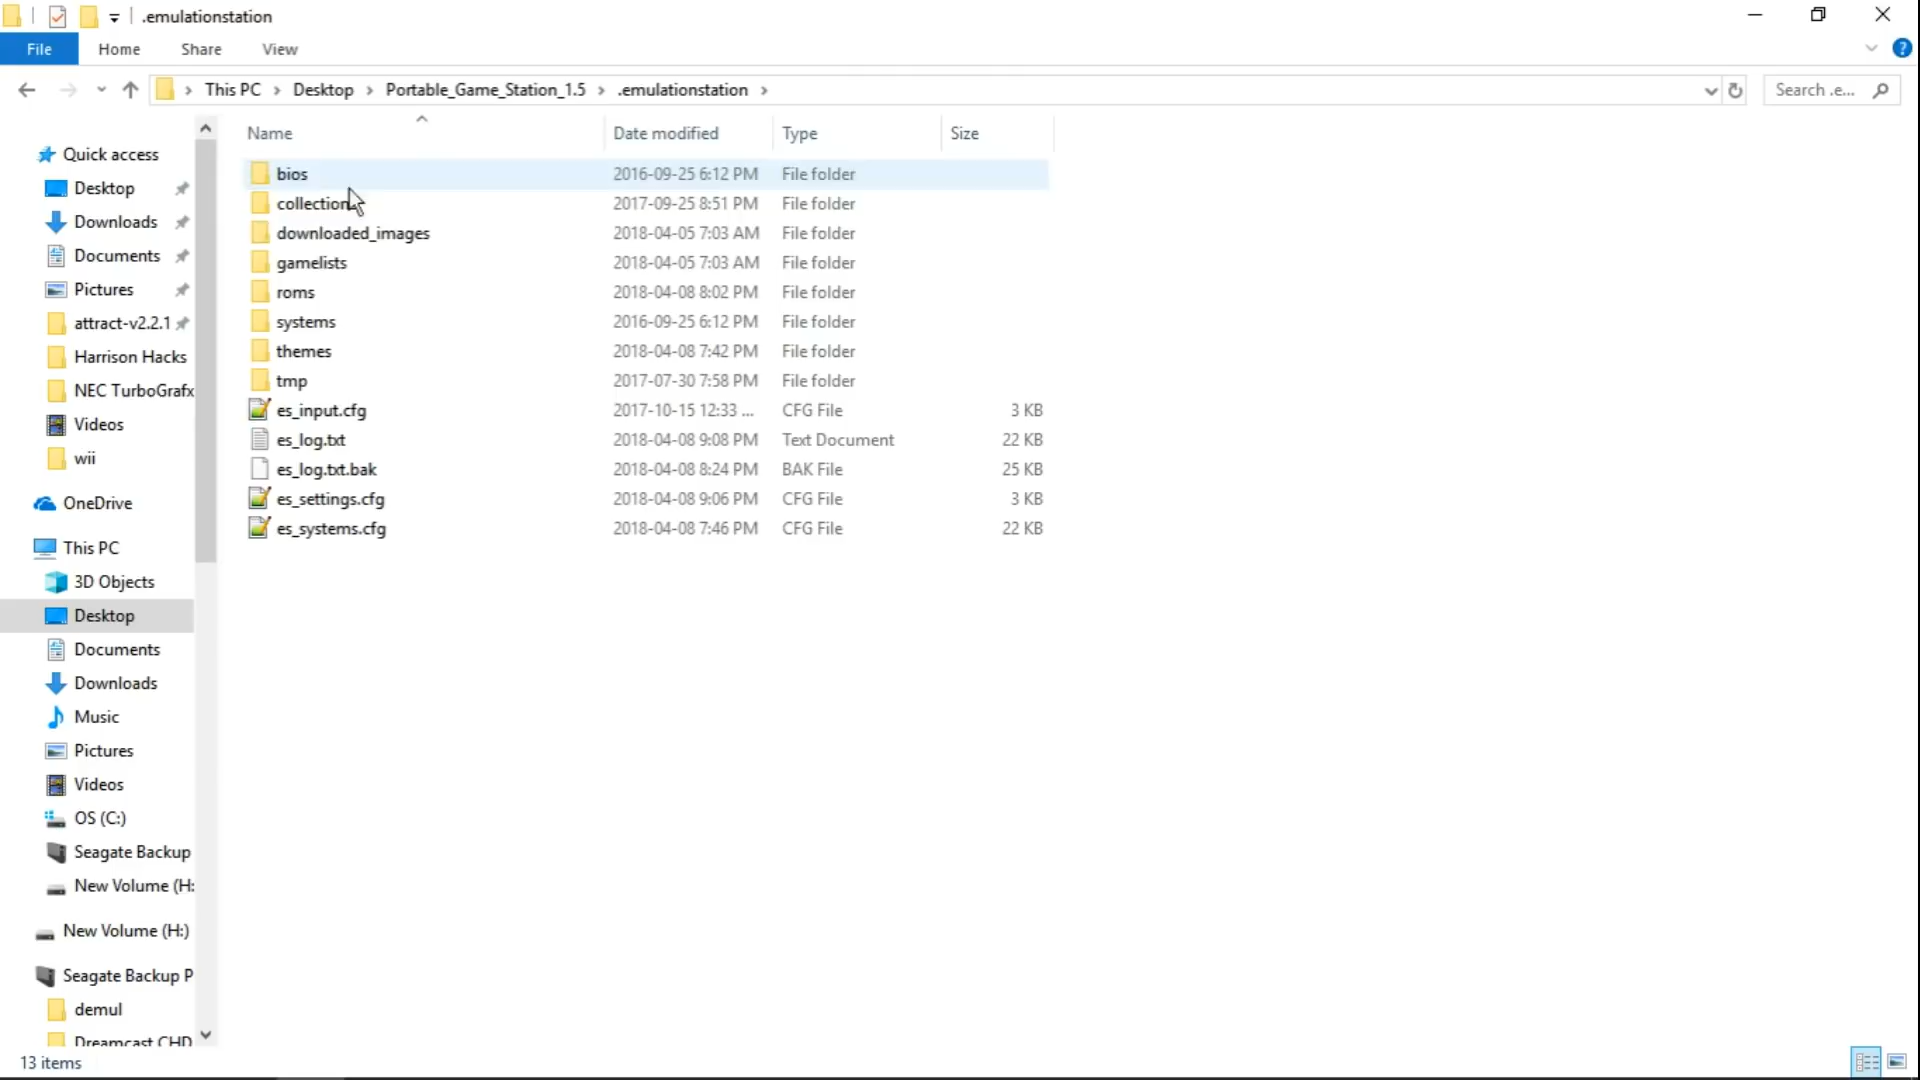 .emulationstation
File Home Share View
This PC Desktop Portable_Game_Station_1.5 .emulationstation
Search .e...
Name Date modified Type Size
bios 2016-09-25 6:12 PM File folder
collection 2017-09-25 8:51 PM File folder
downloaded_images 2018-04-05 7:03 AM File folder
gamelists 2018-04-05 7:03 AM File folder
roms 2018-04-08 8:02 PM File folder
systems 2016-09-25 6:12 PM File folder
themes 2018-04-08 7:42 PM File folder
tmp 2017-07-30 7:58 PM File folder
es_input.cfg 2017-10-15 12:33 ... CFG File 3 KB
es_log.txt 2018-04-08 9:08 PM Text Document 22 KB
es_log.txt.bak 2018-04-08 8:24 PM BAK File 25 KB
es_settings.cfg 2018-04-08 9:06 PM CFG File 3 KB
es_systems.cfg 2018-04-08 7:46 PM CFG File 22 KB
Quick access
Desktop
Downloads
Documents
Pictures
attract-v2.2.1
Harrison Hacks
NEC TurboGrafx
Videos
wii
OneDrive
This PC
3D Objects
Desktop
Documents
Downloads
Music
Pictures
Videos
OS (C:)
Seagate Backup
New Volume (H:
New Volume (H:)
Seagate Backup P
demul
Dreamcast CHD
13 items